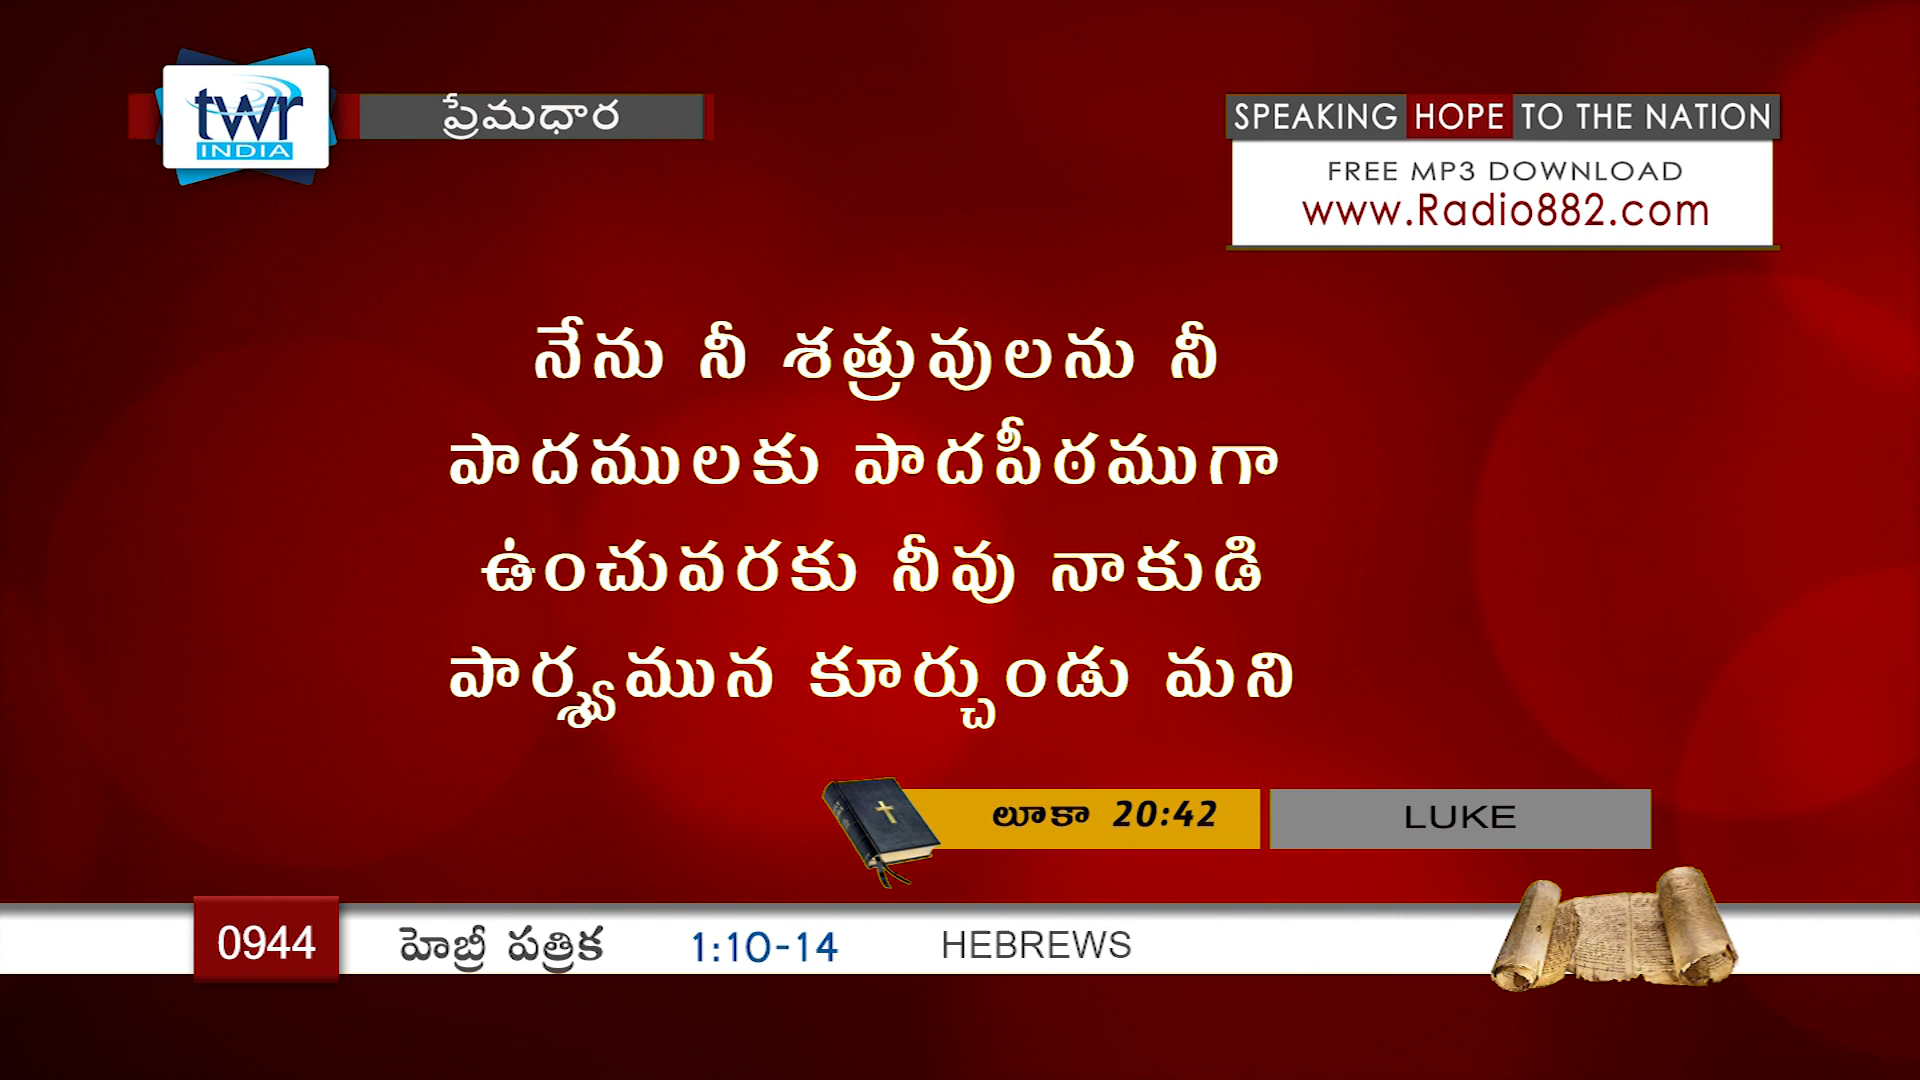 twr
INDIA
ప్రేమధార
SPEAKING HOPE TO THE NATION
FREE MP3 DOWNLOAD
www.Radio882.com
నేను నీ శత్రువులను నీ
పాదములకు పాదపీఠముగా
ఉంచువరకు నీవు నాకుడి
పార్శ్వమున కూర్చుండు మని
లూకా 20:42
LUKE
0944 హెబ్రీ పత్రిక 1:10-14 HEBREWS